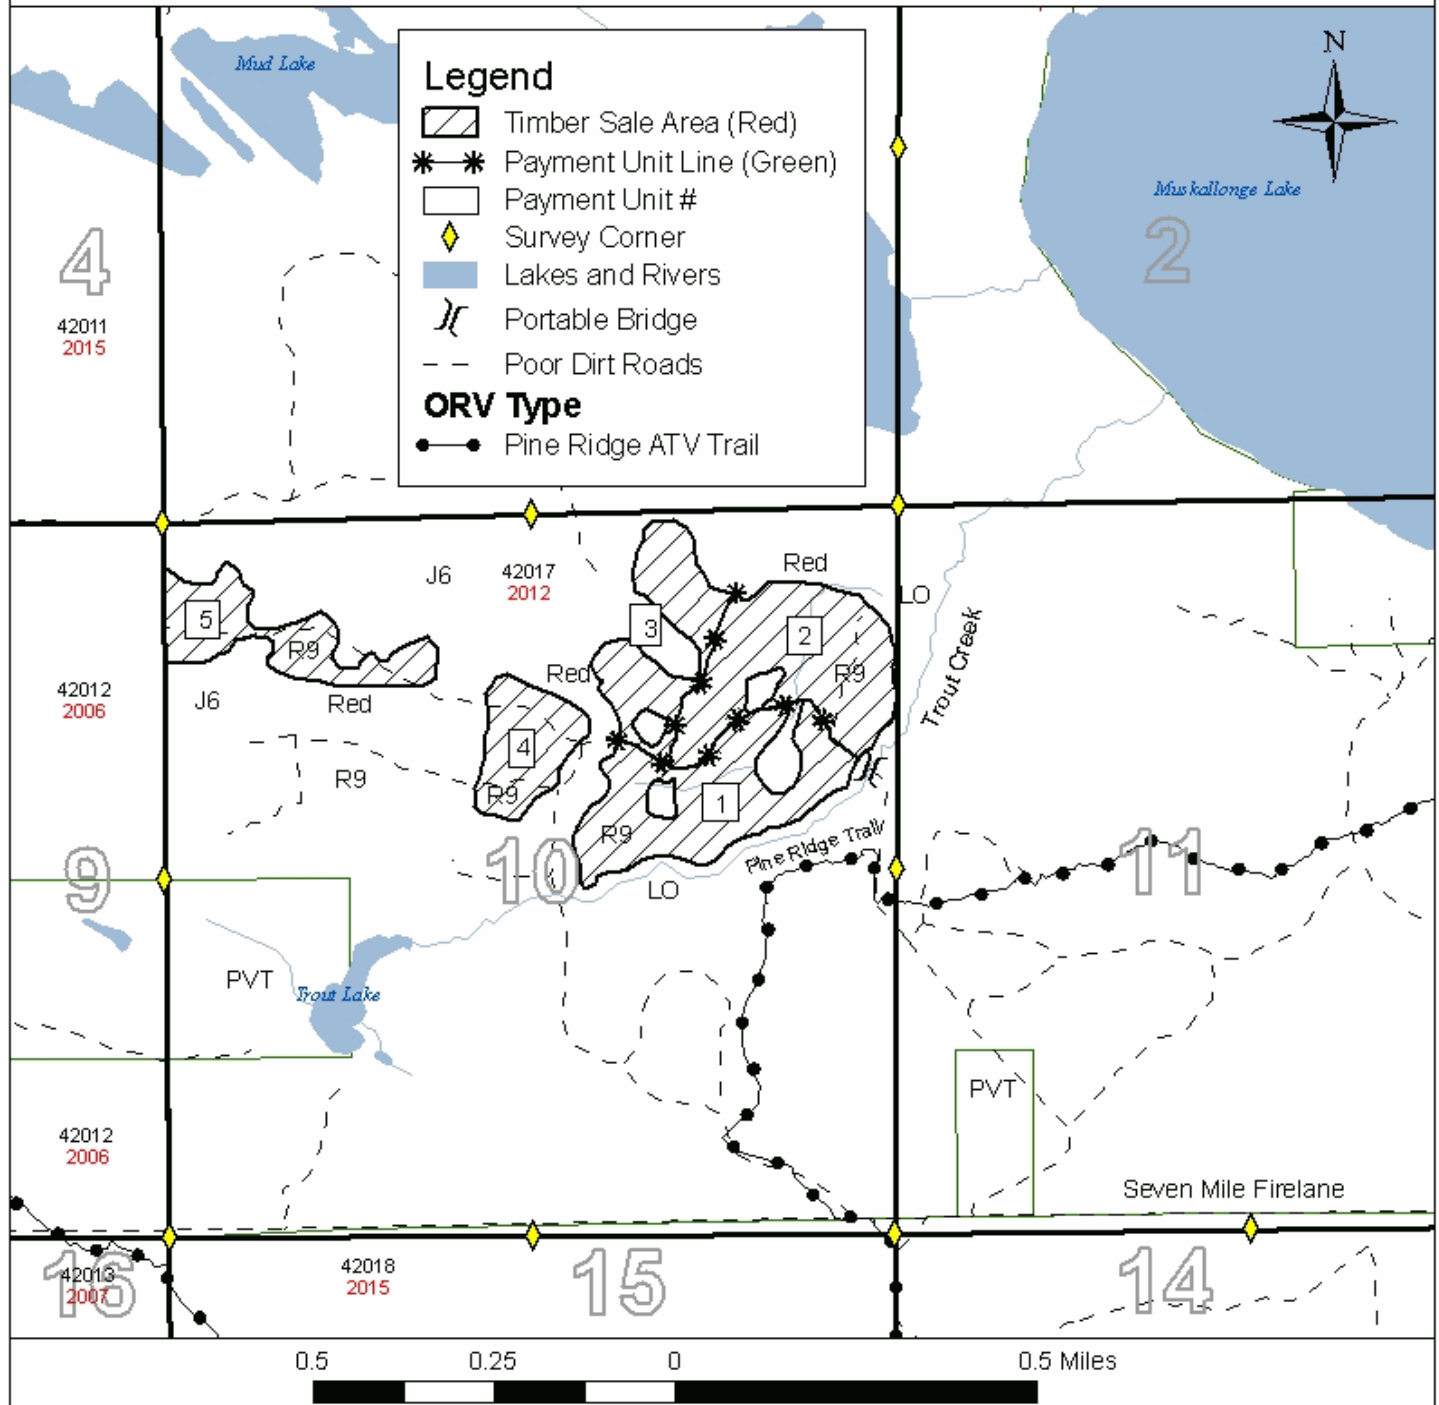 N
Mud Lake
Legend
Timber Sale Area (Red)
Payment Unit Line (Green)
Payment Unit #
Survey Corner
Lakes and Rivers
Portable Bridge
Poor Dirt Roads
ORV Type
Pine Ridge ATV Trail
Muskallonge Lake
4
2
42011
2015
Red
J6
42017
2012
LO
5
3
2
R9
Red
R9
Trout Creek
42012
2006
J6
Red
4
R9
R9
1
R9
Pine Ridge Trail
9
10
11
LO
PVT
Trout Lake
PVT
42012
2006
Seven Mile Firelane
16
42013
2007
42018
2015
15
14
0.5 0.25 0 0.5 Miles